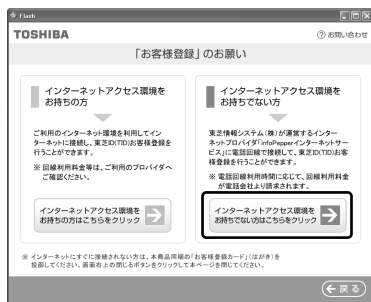 Flash
TOSHIBA
お問い合わせ
「お客様登録」のお願い
インターネットアクセス環境を
お持ちの方
ご利用のインターネット環境を利用してイン
ターネットに接続し、東芝ID(TID)お客様登録を
行うことができます。
※ 回線利用料金等は、ご利用のプロバイダへ
ご確認ください。
インターネットアクセス環境を
お持ちの方はこちらをクリック
インターネットアクセス環境を
お持ちでない方
東芝情報システム(株)が運営するインター
ネットプロバイダ「infoPepperインターネットサー
ビス」に電話回線で接続して、東芝ID(TID)お客
様登録を行うことができます。
※ 電話回線利用時間に応じて、回線利用料金
が電話会社より請求されます。
インターネットアクセス環境を
お持ちでない方はこちらをクリック
※ インターネットにすぐに接続されない方は、本商品同梱の「お客様登録カード」(はがき)を
投函してください。画面右上の閉じるボタンをクリックして本ページを閉じてください。
戻る